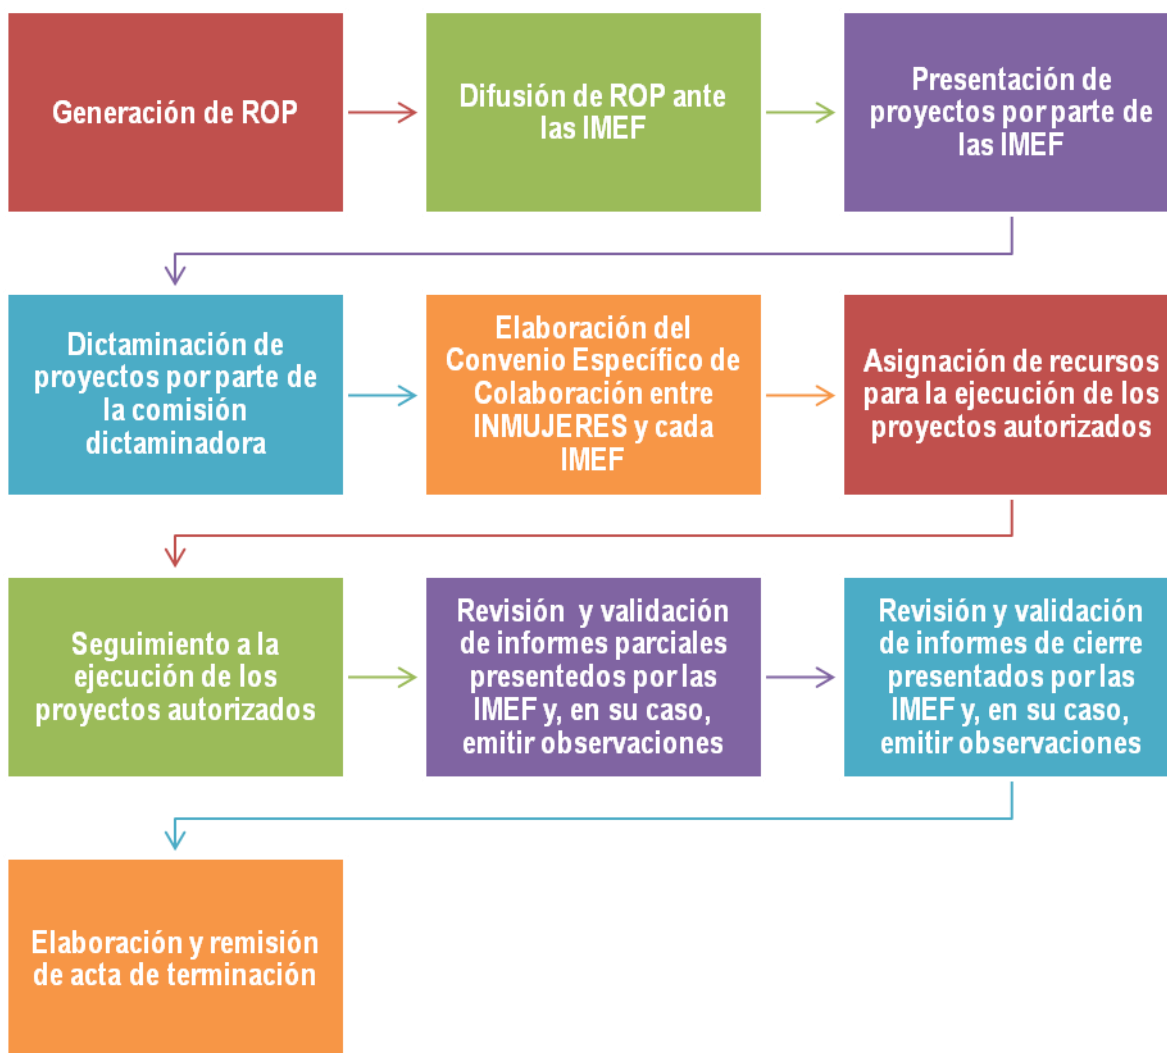 Generación de ROP
Difusión de ROP ante
las IMEF
Presentación de
proyectos por parte de
las IMEF
Dictaminación de
proyectos por parte de
la comisión
dictaminadora
Elaboración del
Convenio Específico de
Colaboración entre
INMUJERES y cada
IMEF
Asignación de recursos
para la ejecución de los
proyectos autorizados
Seguimiento a la
ejecución de los
proyectos autorizados
Revisión y validación
de informes parciales
presentedos por las
IMEF y, en su caso,
emitir observaciones
Revisión y validación
de informes de cierre
presentados por las
IMEF y, en su caso,
emitir observaciones
Elaboración y remisión
de acta de terminación